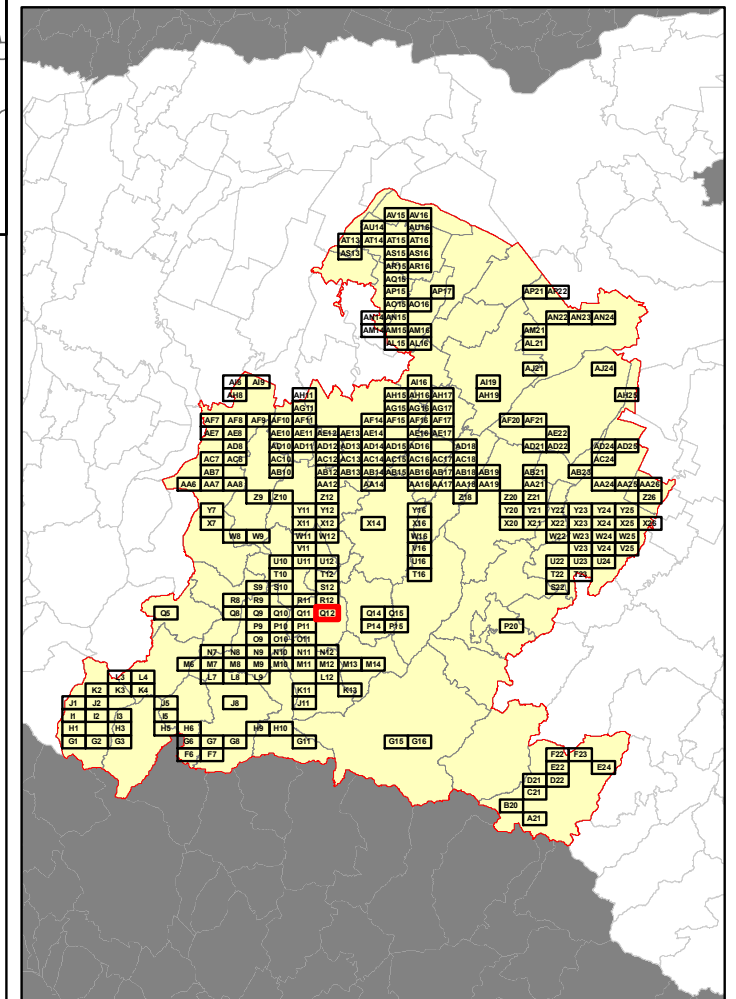 AV15 AV16
AU14 AU16
AT13 AT14 AT15 AT16
AS13 AS15 AS16
AR15 AR16
AQ15
AP15 AP17 AP21 AP22
AO15 AO16
AN14 AN15 AN22 AN23 AN24
AM14 AM15 AM16 AM21
AL15 AL16 AL21
AJ21 AJ24
AI8 AI9 AI16 AI19
AH8 AH11 AH15 AH16 AH17 AH19 AH25
AG11 AG15 AG16 AG17
AF7 AF8 AF9 AF10 AF11 AF14 AF15 AF16 AF17 AF20 AF21
AE7 AE8 AE10 AE11 AE12 AE13 AE14 AE16 AE17 AE22
AD8 AD10 AD11 AD12 AD13 AD14 AD15 AD16 AD18 AD21 AD22 AD24 AD25
AC7 AC8 AC10 AC12 AC13 AC14 AC15 AC16 AC17 AC18 AC24
AB7 AB10 AB12 AB13 AB14 AB15 AB16 AB17 AB18 AB19 AB21 AB23
AA6 AA7 AA8 AA12 AA14 AA16 AA17 AA18 AA19 AA21 AA24 AA25 AA26
Z9 Z10 Z12 Z18 Z20 Z21 Z26
Y7 Y11 Y12 Y16 Y20 Y21 Y22 Y23 Y24 Y25
X7 X11 X12 X14 X16 X20 X21 X22 X23 X24 X25 X26
W8 W9 W11 W12 W16 W22 W23 W24 W25
V11 V16 V23 V24 V25
U10 U11 U12 U16 U22 U23 U24
T10 T12 T16 T22 T23
S9 S10 S12 S22
R8 R9 R11 R12
Q5 Q8 Q9 Q10 Q11 Q12 Q14 Q15
P9 P10 P11 P14 P15 P20
O9 O10 O11
N7 N8 N9 N10 N11 N12
M6 M7 M8 M9 M10 M11 M12 M13 M14
L3 L4 L7 L8 L9 L12
K2 K3 K4 K11 K13
J1 J2 J5 J8 J11
I1 I2 I3 I5
H1 H3 H5 H6 H9 H10
G1 G2 G3 G6 G7 G8 G11 G15 G16
F6 F7 F22 F23
E22 E24
D21 D22
C21
B20
A21